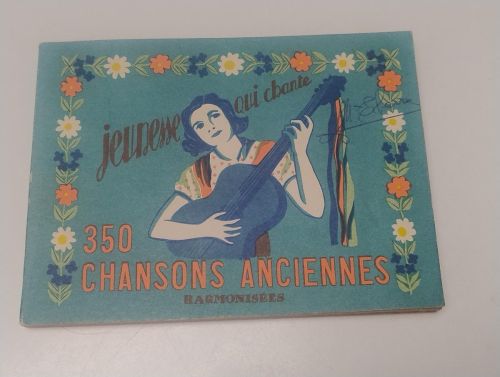 jeunesse qui chante
350
CHANSONS ANCIENNES
HARMONISÉES